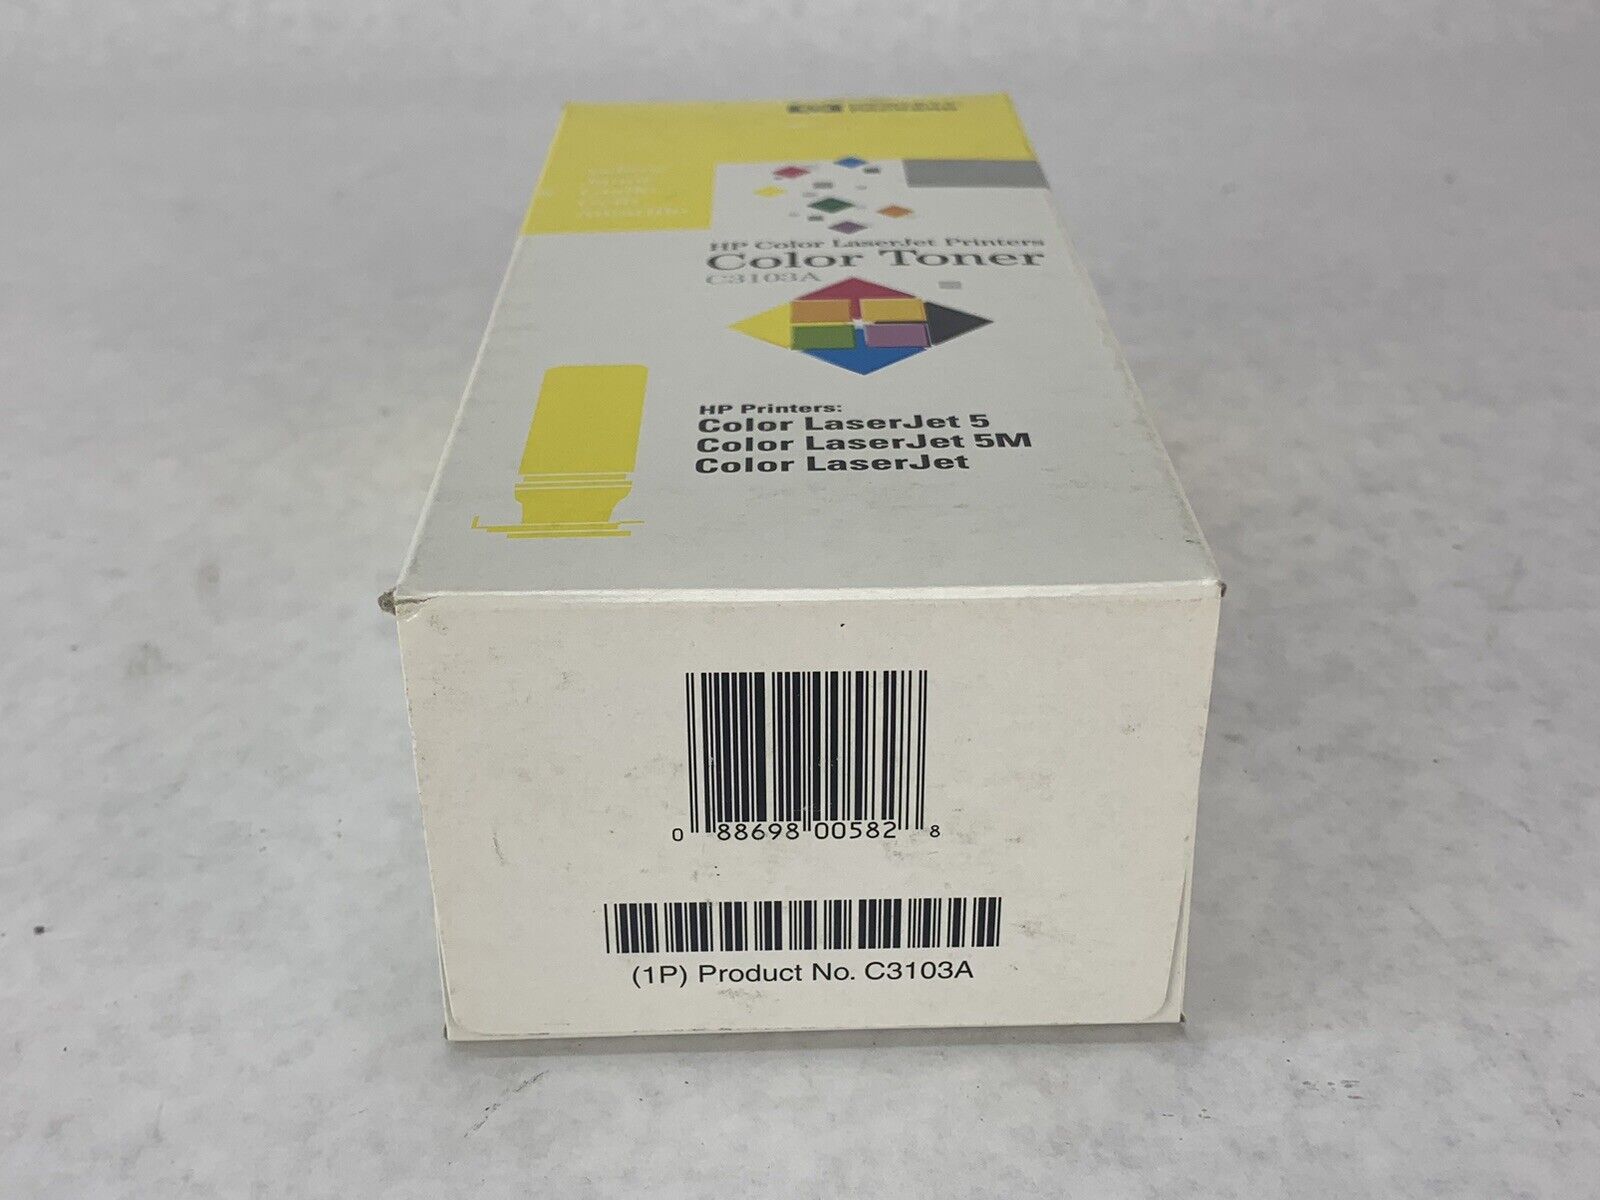 HP Color LaserJet Printers
Color Toner
C3103A
HP Printers:
Color LaserJet 5
Color LaserJet 5M
Color LaserJet
0 88698 00582 8
(1P) Product No. C3103A